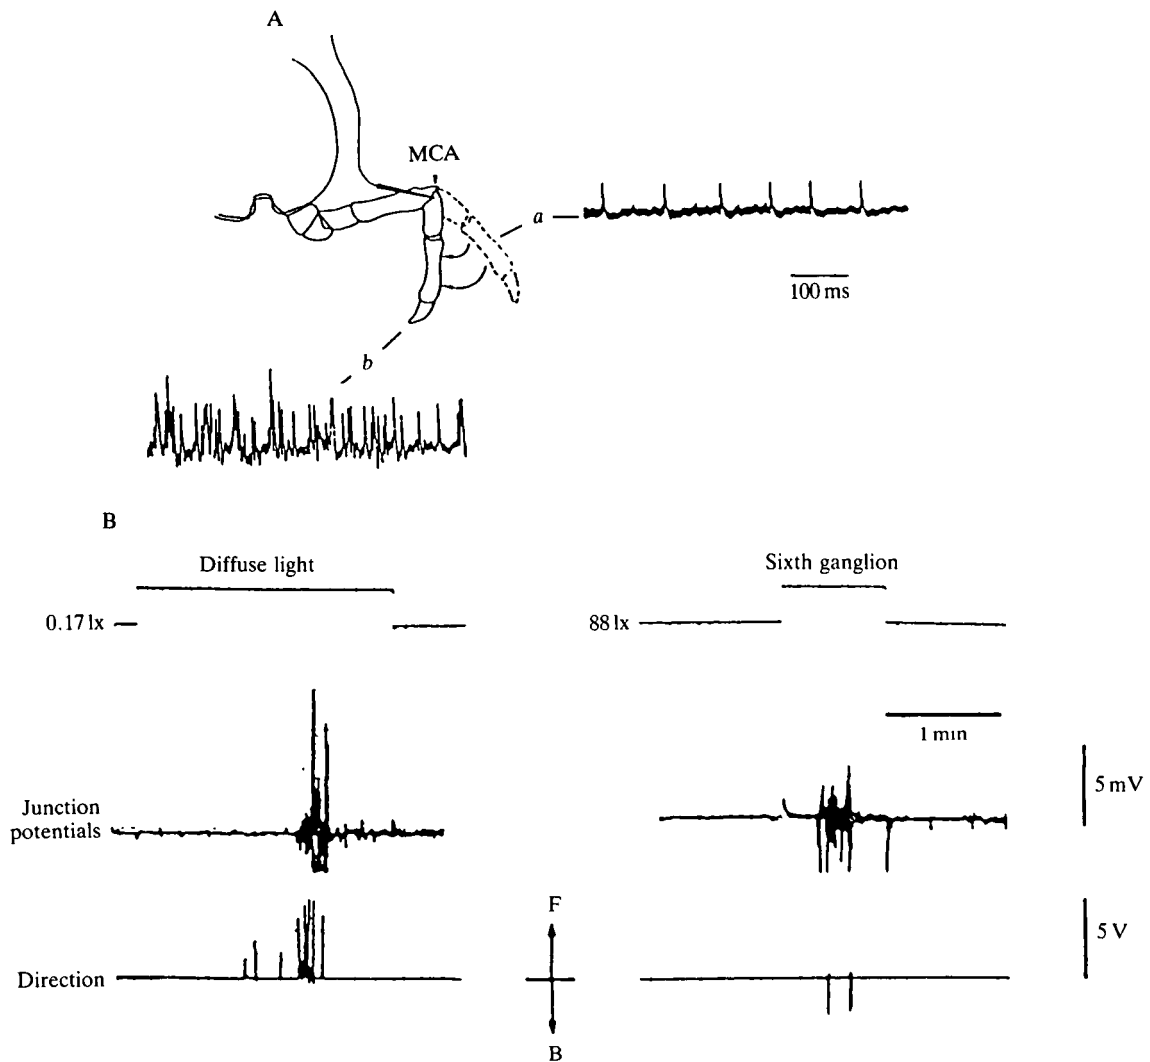 A
MCA
a
100 ms
b
B
Diffuse light
Sixth ganglion
0.17 lx
88 lx
1 min
5 mV
Junction
potentials
F
5 V
Direction
B